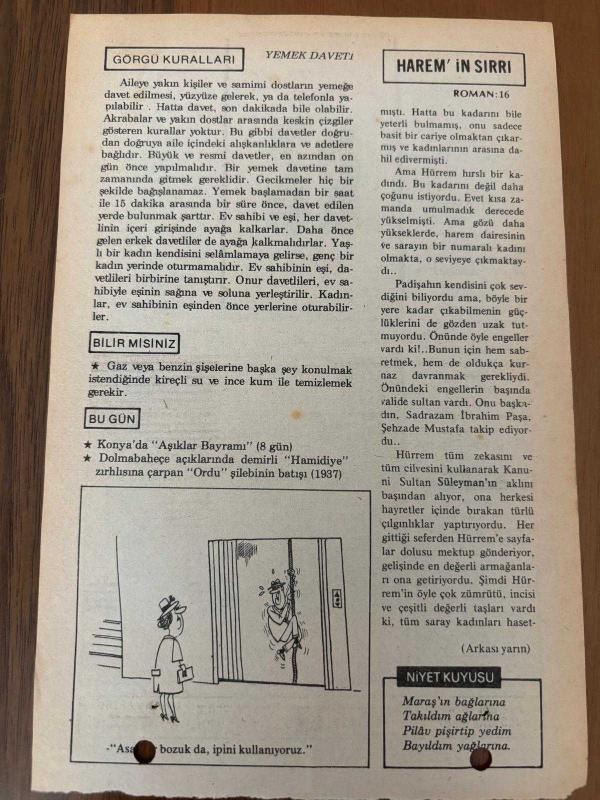 GÖRGÜ KURALLARI
YEMEK DAVETİ
Aileye yakın kişiler ve samimi dostların yemeğe
davet edilmesi, yüzyüze gelerek, ya da telefonla ya-
pılabilir . Hatta davet, son dakikada bile olabilir.
Akrabalar ve yakın dostlar arasında keskin çizgiler
gösteren kurallar yoktur. Bu gibbi davetler doğru-
dan doğruya aile içindeki alışkanlıklara ve adetlere
bağlıdır. Büyük ve resmi davetler, en azından on
gün önce yapılmalıdır. Bir yemek davetine tam
zamanında gitmek gereklidir. Gecikmeler hiç bir
şekilde bağışlanamaz. Yemek başlamadan bir saat
ile 15 dakika arasında bir süre önce, davet edilen
yerde bulunmak şarttır. Ev sahibi ve eşi, her davet-
linin içeri girişinde ayağa kalkarlar. Daha önce
gelen erkek davetliler de ayağa kalkmalıdırlar. Yaş-
lı bir kadın kendisini selâmlamaya gelirse, genç bir
kadın yerinde oturmamalıdır. Ev sahibinin eşi, da-
vetlileri birbirine tanıştırır. Onur davetlileri, ev sa-
hibiyle eşinin sağına ve soluna yerleştirilir. Kadın-
lar, ev sahibinin eşinden önce yerlerine oturabilir-
ler.
BİLİR MİSİNİZ
★ Gaz veya benzin şişelerine başka şey konulmak
istendiğinde kireçli su ve ince kum ile temizlemek
gerekir.
BU GÜN
★ Konya'da "Aşıklar Bayramı" (8 gün)
★ Dolmabaheçe açıklarında demirli "Hamidiye"
zırhlısına çarpan "Ordu" şilebinin batışı (1937)
-"Asa bozuk da, ipini kullanıyoruz."
HAREM' İN SIRRI
ROMAN:16
mıştı. Hatta bu kadarını bile
yeterli bulmamış, onu sadece
basit bir cariye olmaktan çıkar-
mış ve kadınlarının arasına da-
hil edivermişti.
Ama Hürrem hırslı bir ka-
dındı. Bu kadarını değil daha
çoğunu istiyordu. Evet kısa za-
manda umulmadık derecede
yükselmişti. Ama gözü daha
yükseklerde, harem dairesinin
ve sarayın bir numaralı kadını
olmakta, o seviyeye çıkmaktay-
dı..
Padişahın kendisini çok sev-
diğini biliyordu ama, böyle bir
yere kadar çıkabilmenin güç-
lüklerini de gözden uzak tut-
muyordu. Önünde öyle engeller
vardı ki!..Bunun için hem sab-
retmek, hem de oldukça kur-
naz davranmak gerekliydi.
Önündeki engellerin başında
valide sultan vardı. Onu başka-
dın, Sadrazam İbrahim Paşa,
Şehzade Mustafa takip ediyor-
du..
Hürrem tüm zekasını ve
tüm cilvesini kullanarak Kanu-
ni Sultan Süleyman'ın aklını
başından alıyor, ona herkesi
hayretler içinde bırakan türlü
çılgınlıklar yaptırıyordu. Her
gittiği seferden Hürrem'e sayfa-
lar dolusu mektup gönderiyor,
gelişinde en değerli armağanla-
rı ona getiriyordu. Şimdi Hür-
rem'in öyle çok zümrütü, incisi
ve çeşitli değerli taşları vardı
ki, tüm saray kadınları haset-
(Arkası yarın)
NİYET KUYUSU
Maraş'ın bağlarına
Takıldım ağlarına
Pilâv pişirtip yedim
Bayıldım yağlarına.